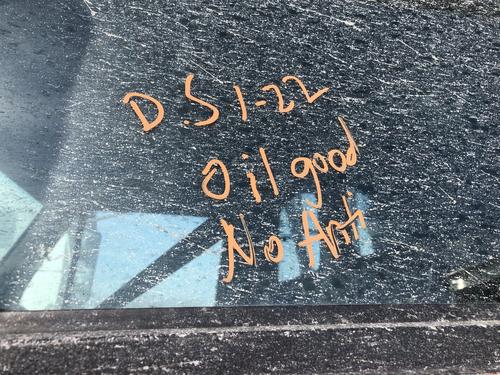 D.S 1-22
Oil good
No Anti